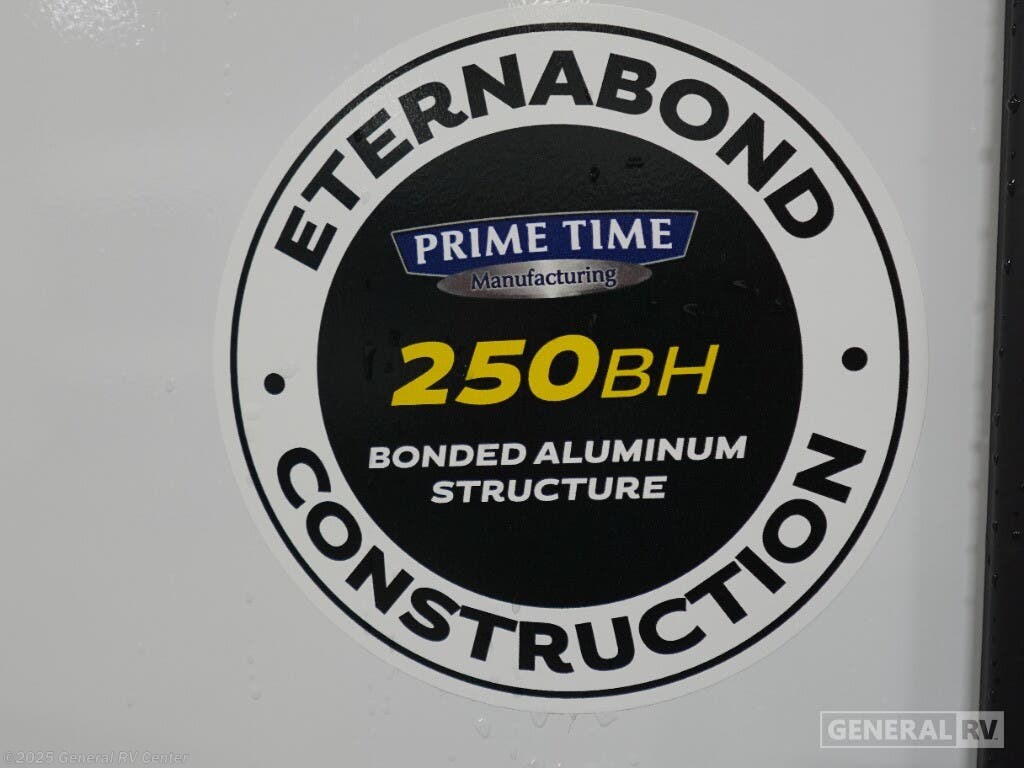 ETERNABOND
PRIME TIME
Manufacturing
250BH
BONDED ALUMINUM
STRUCTURE
CONSTRUCTION
GENERAL RV
©2025 General RV Center